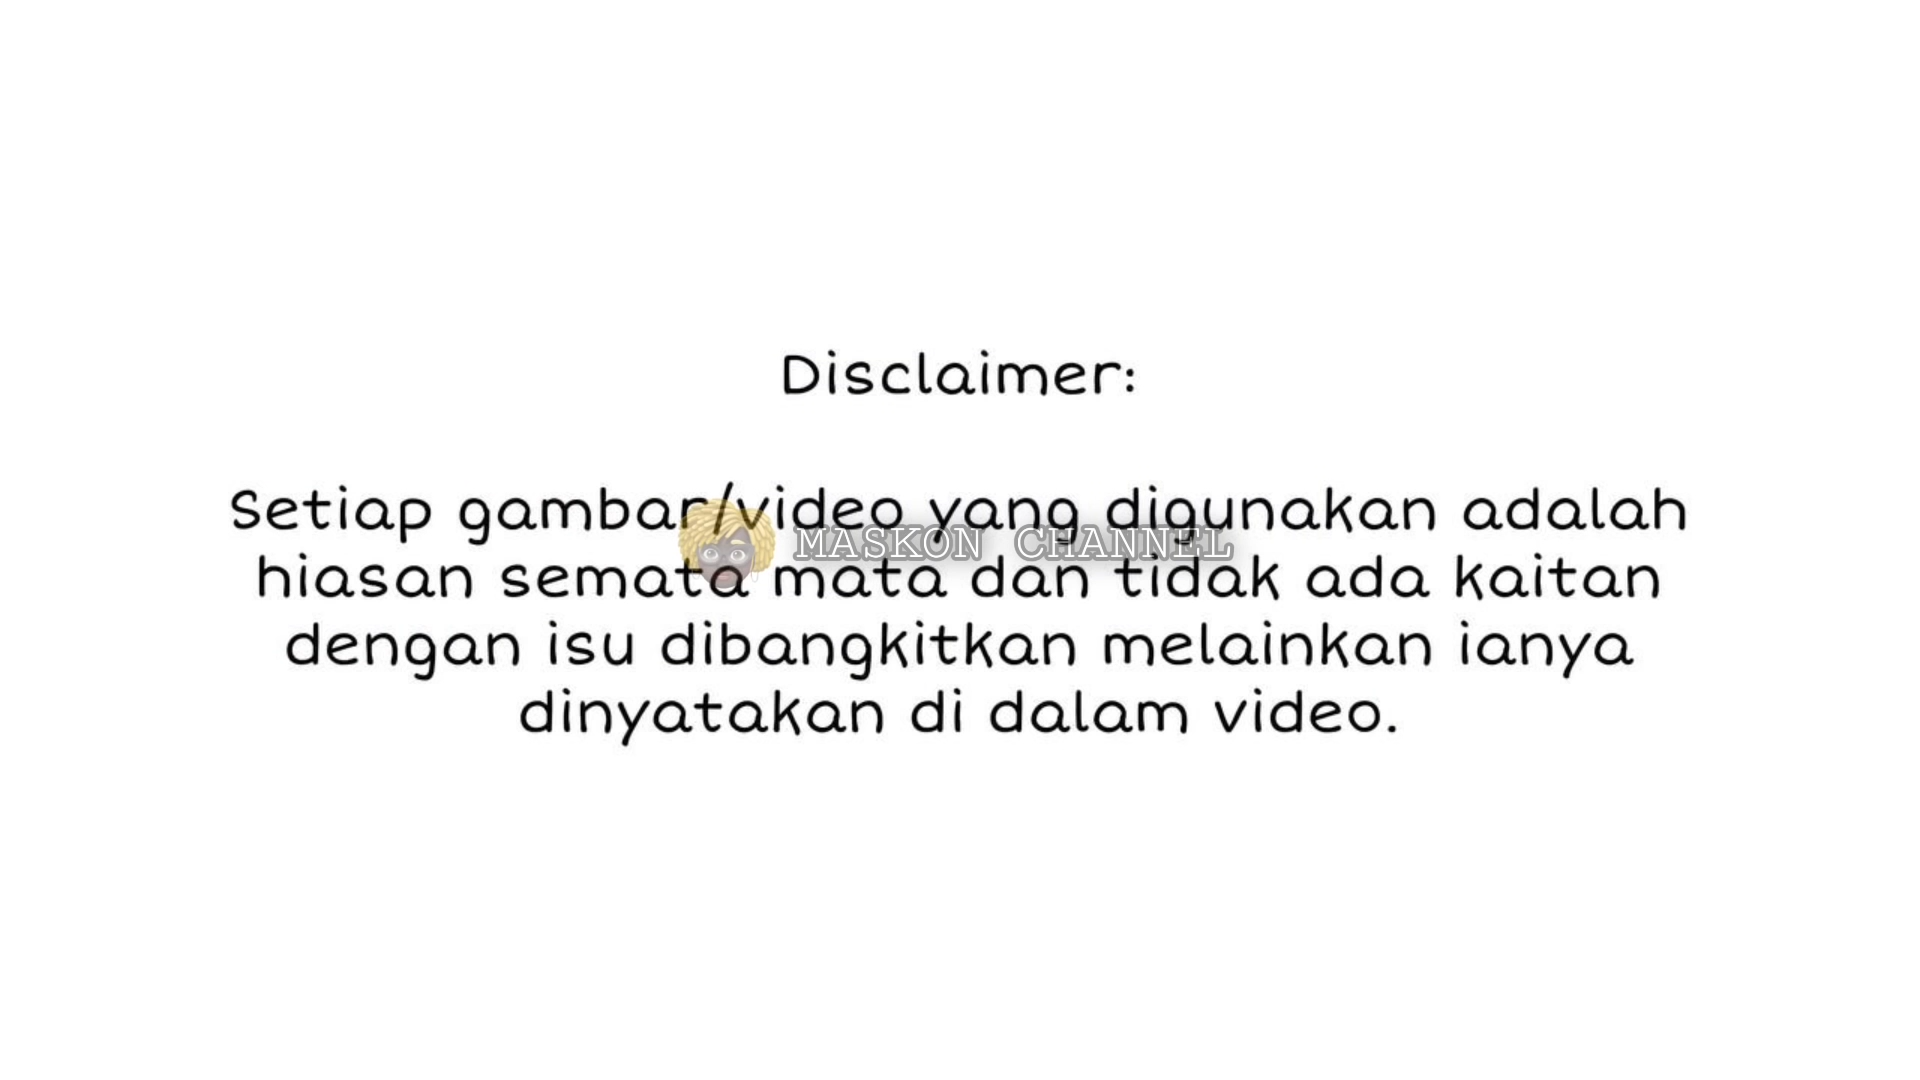 Disclaimer:
Setiap gambar/video yang digunakan adalah
MASKON CHANNEL
hiasan semata mata dan tidak ada kaitan
dengan isu dibangkitkan melainkan ianya
dinyatakan di dalam video.